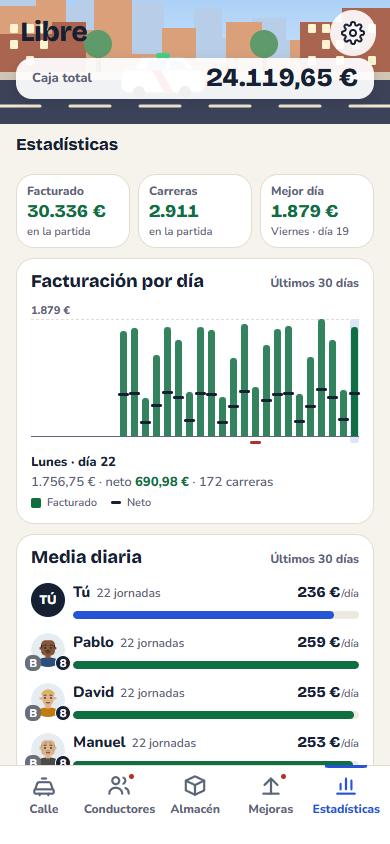 Libre
Caja total 24.119,65 €
Estadísticas
Facturado
30.336 €
en la partida
Carreras
2.911
en la partida
Mejor día
1.879 €
Viernes · día 19
Facturación por día Últimos 30 días
1.879 €
Lunes · día 22
1.756,75 € · neto 690,98 € · 172 carreras
Facturado Neto
Media diaria Últimos 30 días
TÚ Tú 22 jornadas 236 €/día
B 8 Pablo 22 jornadas 259 €/día
B 8 David 22 jornadas 255 €/día
B 8 Manuel 22 jornadas 253 €/día
Calle Conductores Almacén Mejoras Estadísticas